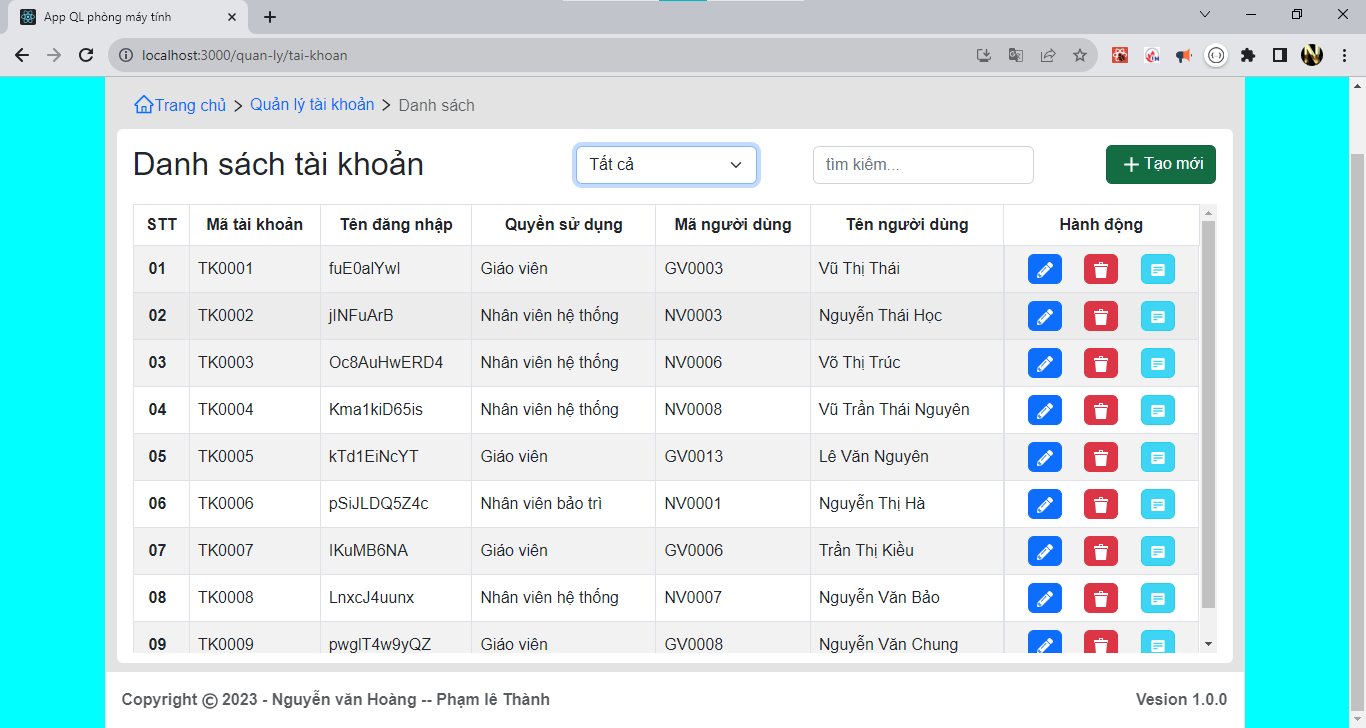 App QL phòng máy tính
localhost:3000/quan-ly/tai-khoan
Trang chủ > Quản lý tài khoản > Danh sách
Danh sách tài khoản Tất cả tìm kiếm... + Tạo mới
STT Mã tài khoản Tên đăng nhập Quyền sử dụng Mã người dùng Tên người dùng Hành động
01 TK0001 fuE0alYwI Giáo viên GV0003 Vũ Thị Thái
02 TK0002 jINFuArB Nhân viên hệ thống NV0003 Nguyễn Thái Học
03 TK0003 Oc8AuHwERD4 Nhân viên hệ thống NV0006 Võ Thị Trúc
04 TK0004 Kma1kiD65is Nhân viên hệ thống NV0008 Vũ Trần Thái Nguyên
05 TK0005 kTd1EiNcYT Giáo viên GV0013 Lê Văn Nguyên
06 TK0006 pSiJLDQ5Z4c Nhân viên bảo trì NV0001 Nguyễn Thị Hà
07 TK0007 IKuMB6NA Giáo viên GV0006 Trần Thị Kiều
08 TK0008 LnxcJ4uunx Nhân viên hệ thống NV0007 Nguyễn Văn Bảo
09 TK0009 pwglT4w9yQZ Giáo viên GV0008 Nguyễn Văn Chung
Copyright © 2023 - Nguyễn văn Hoàng -- Phạm lê Thành Vesion 1.0.0